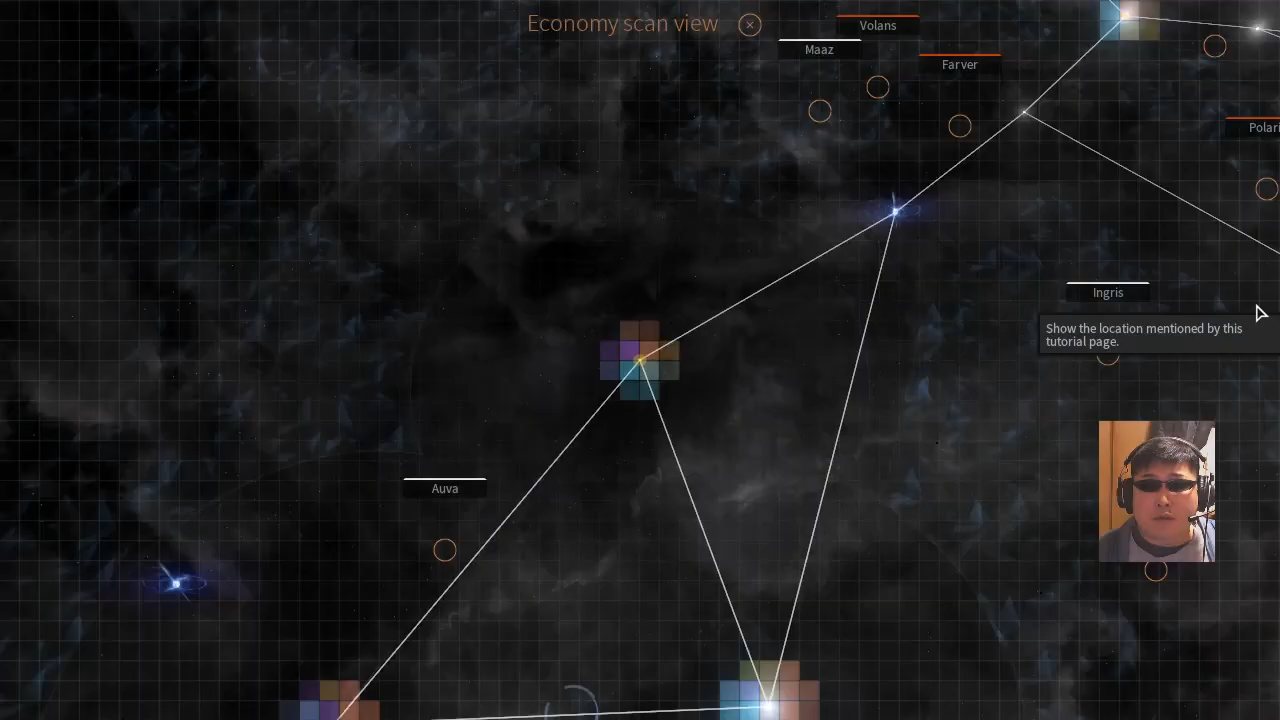 Economy scan view
Volans
Maaz
Farver
Polari
Ingris
Show the location mentioned by this
tutorial page.
Auva